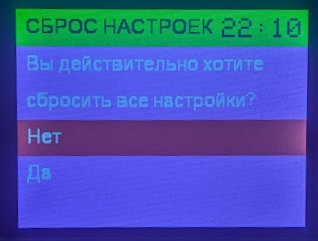 СБРОС НАСТРОЕК 22:10
Вы действительно хотите
сбросить все настройки?
Нет
Да